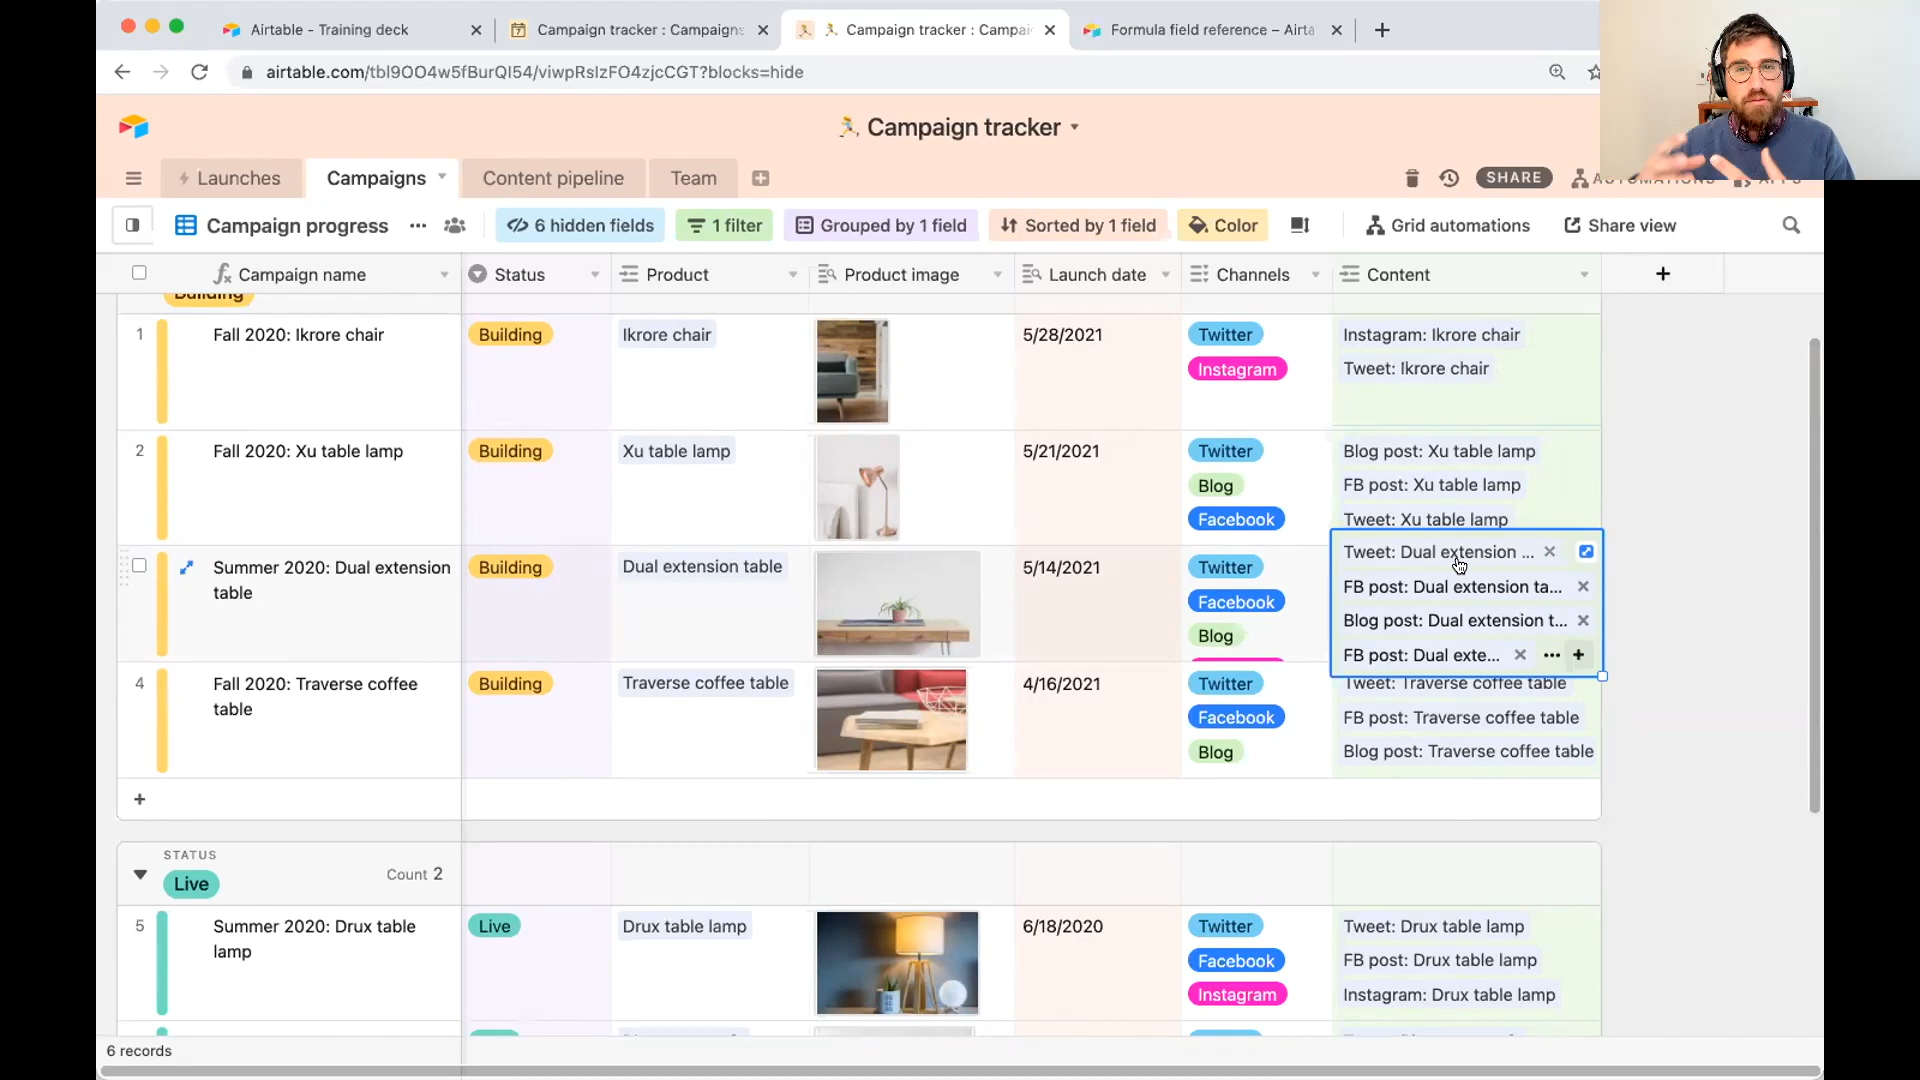 Airtable - Training deck
Campaign tracker : Campaigns
Campaign tracker : Campai
Formula field reference – Airta
airtable.com/tbl9OO4w5fBurQI54/viwpRsIzFO4zjcCGT?blocks=hide
Campaign tracker
Launches
Campaigns
Content pipeline
Team
SHARE
AUTOMATIONS
APPS
Campaign progress
6 hidden fields
1 filter
Grouped by 1 field
Sorted by 1 field
Color
Grid automations
Share view
Campaign name
Status
Product
Product image
Launch date
Channels
Content
Building
1
Fall 2020: Ikrore chair
Building
Ikrore chair
5/28/2021
Twitter
Instagram
Instagram: Ikrore chair
Tweet: Ikrore chair
2
Fall 2020: Xu table lamp
Building
Xu table lamp
5/21/2021
Twitter
Blog
Facebook
Blog post: Xu table lamp
FB post: Xu table lamp
Tweet: Xu table lamp
Summer 2020: Dual extension
table
Building
Dual extension table
5/14/2021
Twitter
Facebook
Blog
Tweet: Dual extension ...
FB post: Dual extension ta...
Blog post: Dual extension t...
FB post: Dual exte...
4
Fall 2020: Traverse coffee
table
Building
Traverse coffee table
4/16/2021
Twitter
Facebook
Blog
Tweet: Traverse coffee table
FB post: Traverse coffee table
Blog post: Traverse coffee table
STATUS
Live
Count 2
5
Summer 2020: Drux table
lamp
Live
Drux table lamp
6/18/2020
Twitter
Facebook
Instagram
Tweet: Drux table lamp
FB post: Drux table lamp
Instagram: Drux table lamp
6 records